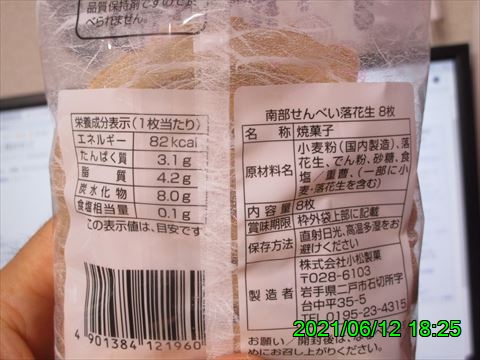 品質保持剤ですので
べられません。
栄養成分表示(1枚当たり)
エネルギー 82kcal
たんぱく質 3.1g
脂質 4.2g
炭水化物 8.0g
食塩相当量 0.1g
この表示値は、目安です
4 901384 121960
南部せんべい落花生 8枚
名称 焼菓子
原材料名 小麦粉(国内製造)、落
花生、でん粉、砂糖、食
塩/重曹、(一部に小
麦・落花生を含む)
内容量 8枚
賞味期限 枠外袋上部に記載
保存方法 直射日光、高温多湿をお
避けください
製造者 株式会社小松製菓
〒028-6103
岩手県二戸市石切所字
台中平35-5
TEL 0195-23-4315
お願い/開封後は、
めにお召し上がりくだ
2021/06/12 18:25